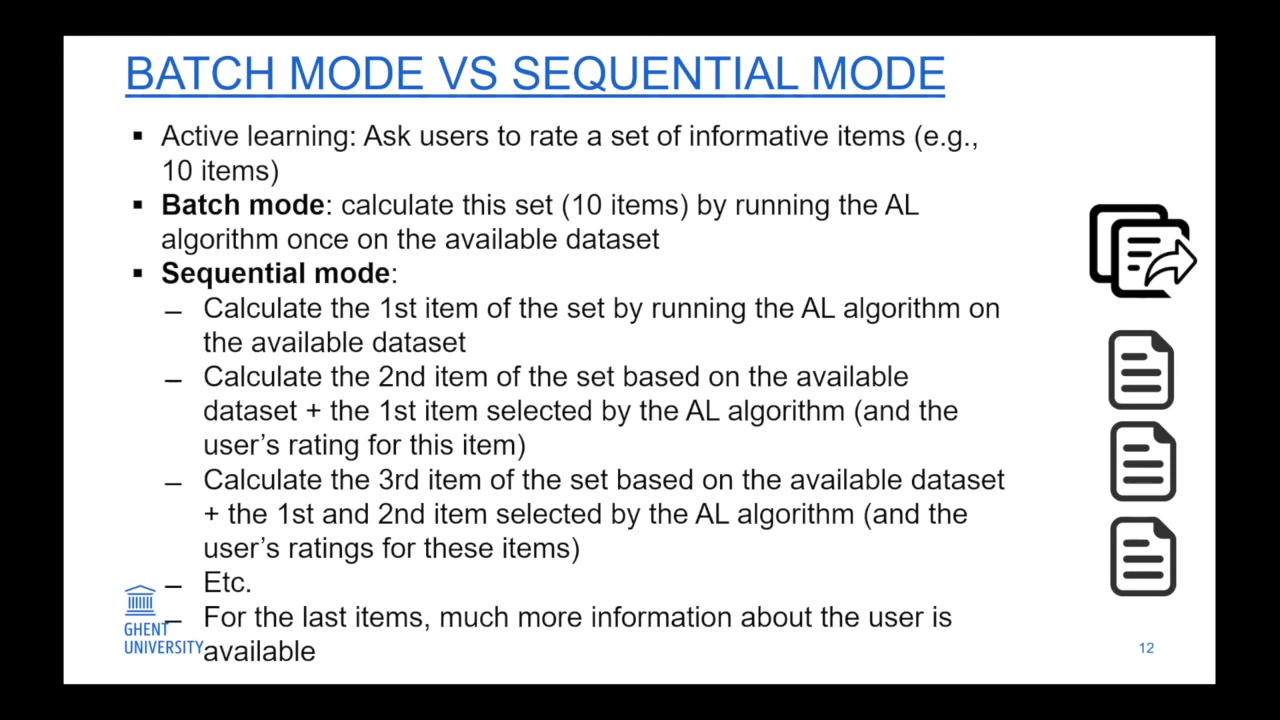 BATCH MODE VS SEQUENTIAL MODE
▪ Active learning: Ask users to rate a set of informative items (e.g.,
10 items)
▪ Batch mode: calculate this set (10 items) by running the AL
algorithm once on the available dataset
▪ Sequential mode:
– Calculate the 1st item of the set by running the AL algorithm on
the available dataset
– Calculate the 2nd item of the set based on the available
dataset + the 1st item selected by the AL algorithm (and the
user's rating for this item)
– Calculate the 3rd item of the set based on the available dataset
+ the 1st and 2nd item selected by the AL algorithm (and the
user's ratings for these items)
– Etc.
– For the last items, much more information about the user is
available
GHENT
UNIVERSITY
12